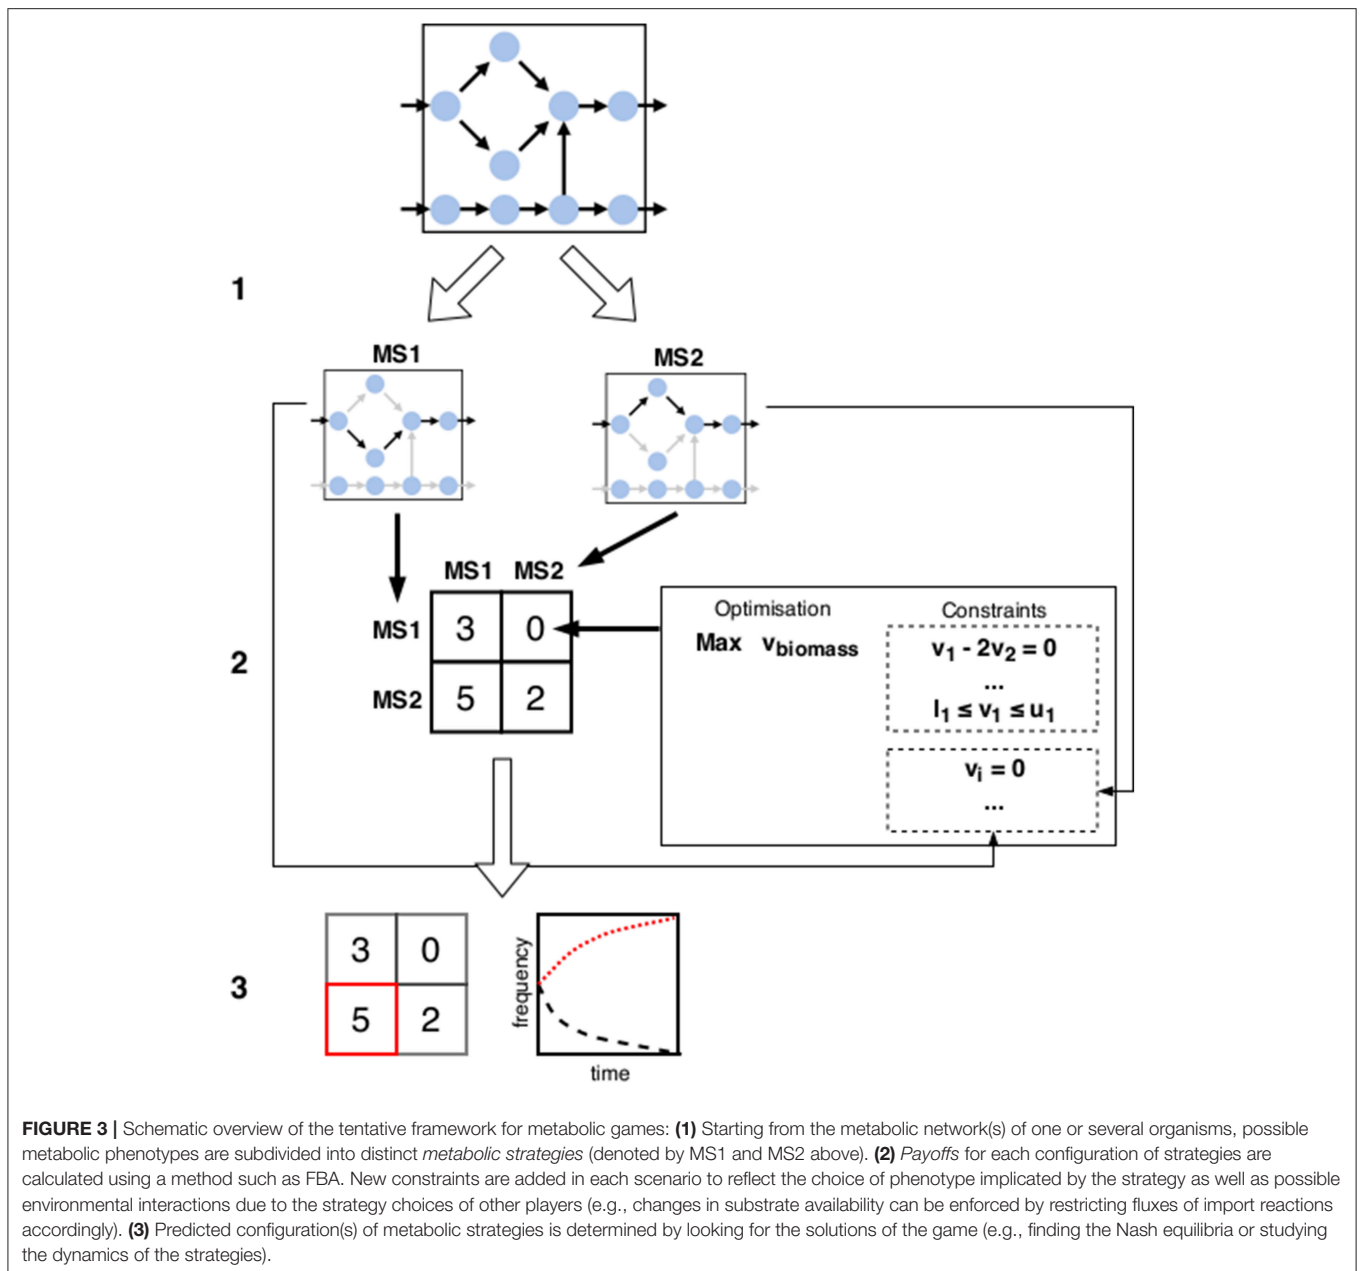 1
MS1
MS2
MS1 MS2
MS1 3 0
MS2 5 2
2
Optimisation
Max vbiomass
Constraints
v1 - 2v2 = 0
...
l1 ≤ v1 ≤ u1
vi = 0
...
3
3 0
5 2
frequency
time
FIGURE 3 | Schematic overview of the tentative framework for metabolic games: (1) Starting from the metabolic network(s) of one or several organisms, possible
metabolic phenotypes are subdivided into distinct metabolic strategies (denoted by MS1 and MS2 above). (2) Payoffs for each configuration of strategies are
calculated using a method such as FBA. New constraints are added in each scenario to reflect the choice of phenotype implicated by the strategy as well as possible
environmental interactions due to the strategy choices of other players (e.g., changes in substrate availability can be enforced by restricting fluxes of import reactions
accordingly). (3) Predicted configuration(s) of metabolic strategies is determined by looking for the solutions of the game (e.g., finding the Nash equilibria or studying
the dynamics of the strategies).